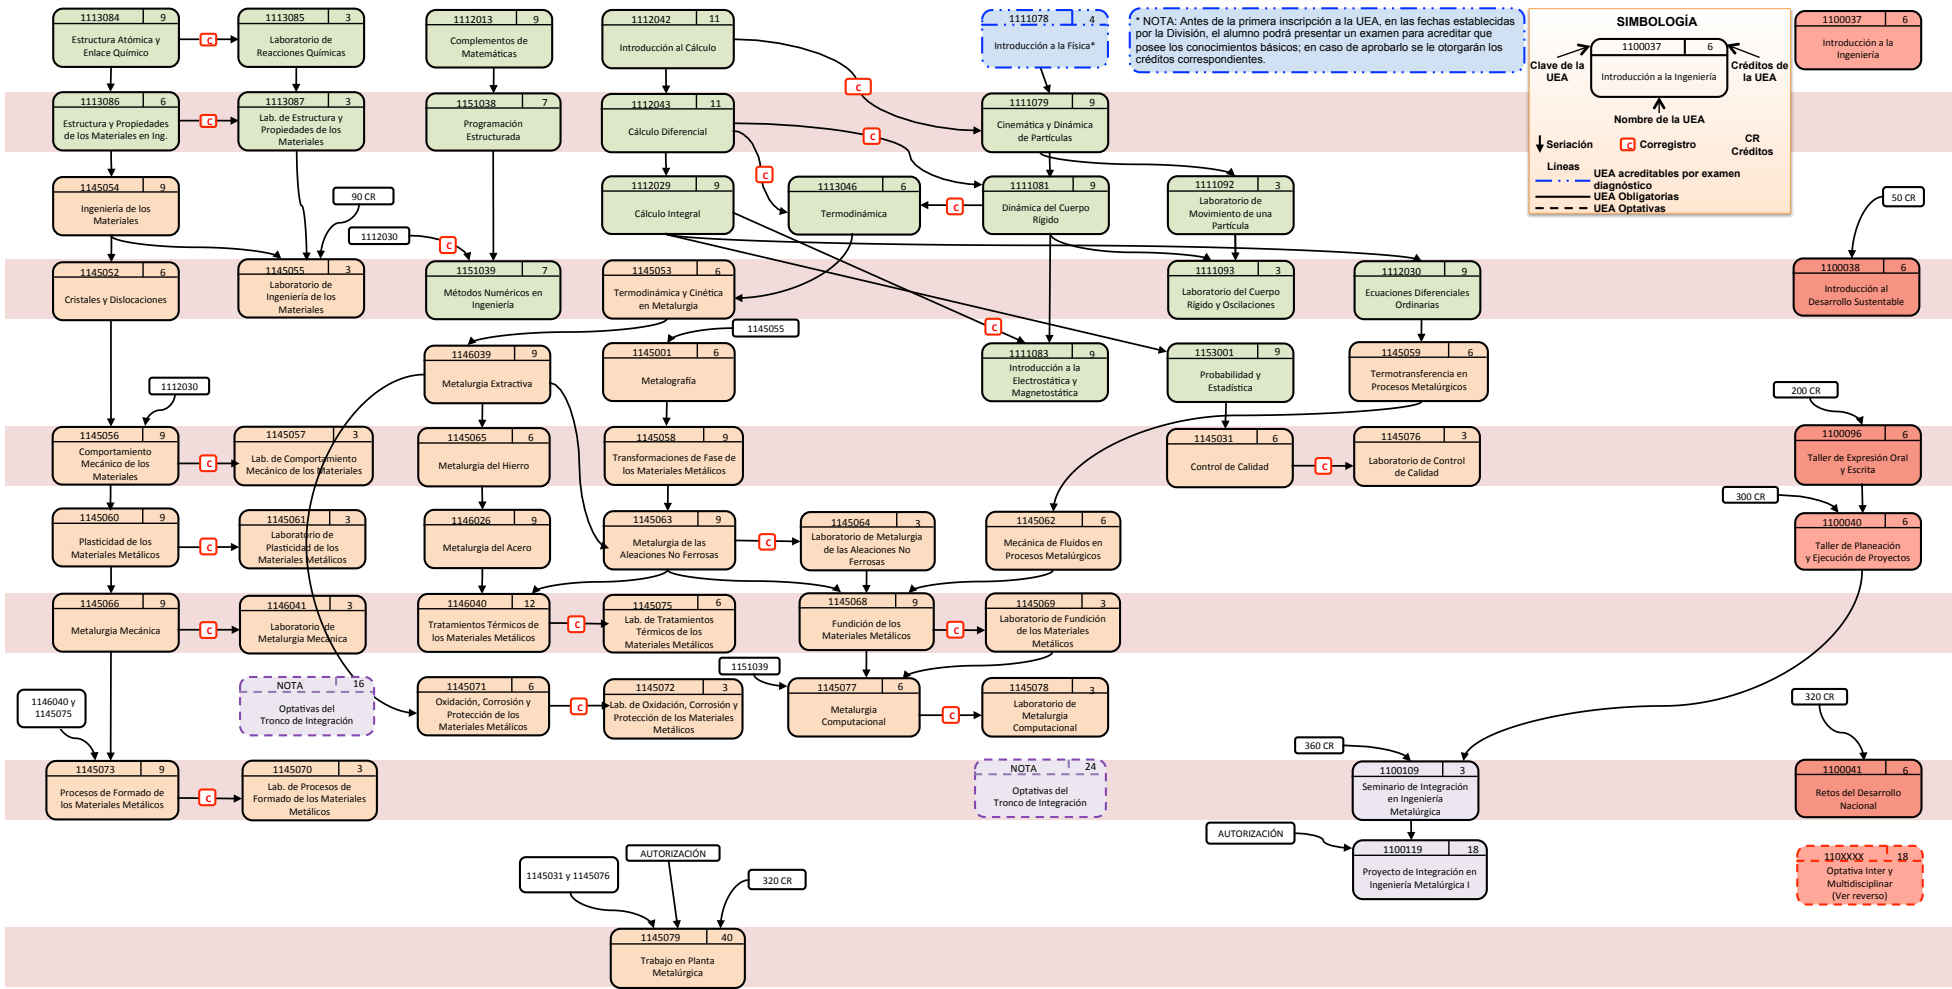 1113084 9
Estructura Atómica y
Enlace Químico
c
1113085 3
Laboratorio de
Reacciones Químicas
1112013 9
Complementos de
Matemáticas
1112042 11
Introducción al Cálculo
1111078 4
Introducción a la Física*
* NOTA: Antes de la primera inscripción a la UEA, en las fechas establecidas
por la División, el alumno podrá presentar un examen para acreditar que
posee los conocimientos básicos; en caso de aprobarlo se le otorgarán los
créditos correspondientes.
SIMBOLOGÍA
1100037 6
Introducción a la Ingeniería
Clave de la
UEA
Créditos de
la UEA
Nombre de la UEA
Seriación
c Corregistro
CR
Créditos
Líneas
UEA acreditables por examen
diagnóstico
UEA Obligatorias
UEA Optativas
1100037 6
Introducción a la
Ingeniería
c
1113086 6
Estructura y Propiedades
de los Materiales en Ing.
c
1113087 3
Lab. de Estructura y
Propiedades de los
Materiales
1151038 7
Programación
Estructurada
1112043 11
Cálculo Diferencial
c
c
1111079 9
Cinemática y Dinámica
de Partículas
1145054 9
Ingeniería de los
Materiales
90 CR
1112030
c
1112029 9
Cálculo Integral
1113046 6
Termodinámica
c
1111081 9
Dinámica del Cuerpo
Rígido
1111092 3
Laboratorio de
Movimiento de una
Partícula
50 CR
1145052 6
Cristales y Dislocaciones
1145055 3
Laboratorio de
Ingeniería de los
Materiales
1151039 7
Métodos Numéricos en
Ingeniería
1145053 6
Termodinámica y Cinética
en Metalurgia
1111093 3
Laboratorio del Cuerpo
Rígido y Oscilaciones
1112030 9
Ecuaciones Diferenciales
Ordinarias
1100038 6
Introducción al
Desarrollo Sustentable
1145055
c
1146039 9
Metalurgia Extractiva
1145001 6
Metalografía
1111083 9
Introducción a la
Electrostática y
Magnetostática
1153001 9
Probabilidad y
Estadística
1145059 6
Termotransferencia en
Procesos Metalúrgicos
1112030
200 CR
1145056 9
Comportamiento
Mecánico de los
Materiales
c
1145057 3
Lab. de Comportamiento
Mecánico de los Materiales
1145065 6
Metalurgia del Hierro
1145058 9
Transformaciones de Fase de
los Materiales Metálicos
1145031 6
Control de Calidad
c
1145076 3
Laboratorio de Control
de Calidad
1100096 6
Taller de Expresión Oral
y Escrita
300 CR
1145060 9
Plasticidad de los
Materiales Metálicos
c
1145061 3
Laboratorio de
Plasticidad de los
Materiales Metálicos
1146026 9
Metalurgia del Acero
1145063 9
Metalurgia de las
Aleaciones No Ferrosas
c
1145064 3
Laboratorio de Metalurgia
de las Aleaciones No
Ferrosas
1145062 6
Mecánica de Fluidos en
Procesos Metalúrgicos
1100040 6
Taller de Planeación
y Ejecución de Proyectos
1145066 9
Metalurgia Mecánica
c
1146041 3
Laboratorio de
Metalurgia Mecánica
1146040 12
Tratamientos Térmicos de
los Materiales Metálicos
c
1145075 6
Lab. de Tratamientos
Térmicos de los
Materiales Metálicos
1145068 9
Fundición de los
Materiales Metálicos
c
1145069 3
Laboratorio de Fundición
de los Materiales
Metálicos
1151039
1146040 y
1145075
NOTA 16
Optativas del
Tronco de Integración
1145071 6
Oxidación, Corrosión y
Protección de los
Materiales Metálicos
c
1145072 3
Lab. de Oxidación, Corrosión y
Protección de los Materiales
Metálicos
1145077 6
Metalurgia
Computacional
c
1145078 3
Laboratorio de
Metalurgia
Computacional
320 CR
360 CR
1145073 9
Procesos de Formado de
los Materiales Metálicos
c
1145070 3
Lab. de Procesos de
Formado de los Materiales
Metálicos
NOTA 24
Optativas del
Tronco de Integración
1100109 3
Seminario de Integración
en Ingeniería
Metalúrgica
1100041 6
Retos del Desarrollo
Nacional
AUTORIZACIÓN
1100119 18
Proyecto de Integración en
Ingeniería Metalúrgica I
110XXXX 18
Optativa Inter y
Multidisciplinar
(Ver reverso)
1145031 y 1145076
AUTORIZACIÓN
320 CR
1145079 40
Trabajo en Planta
Metalúrgica